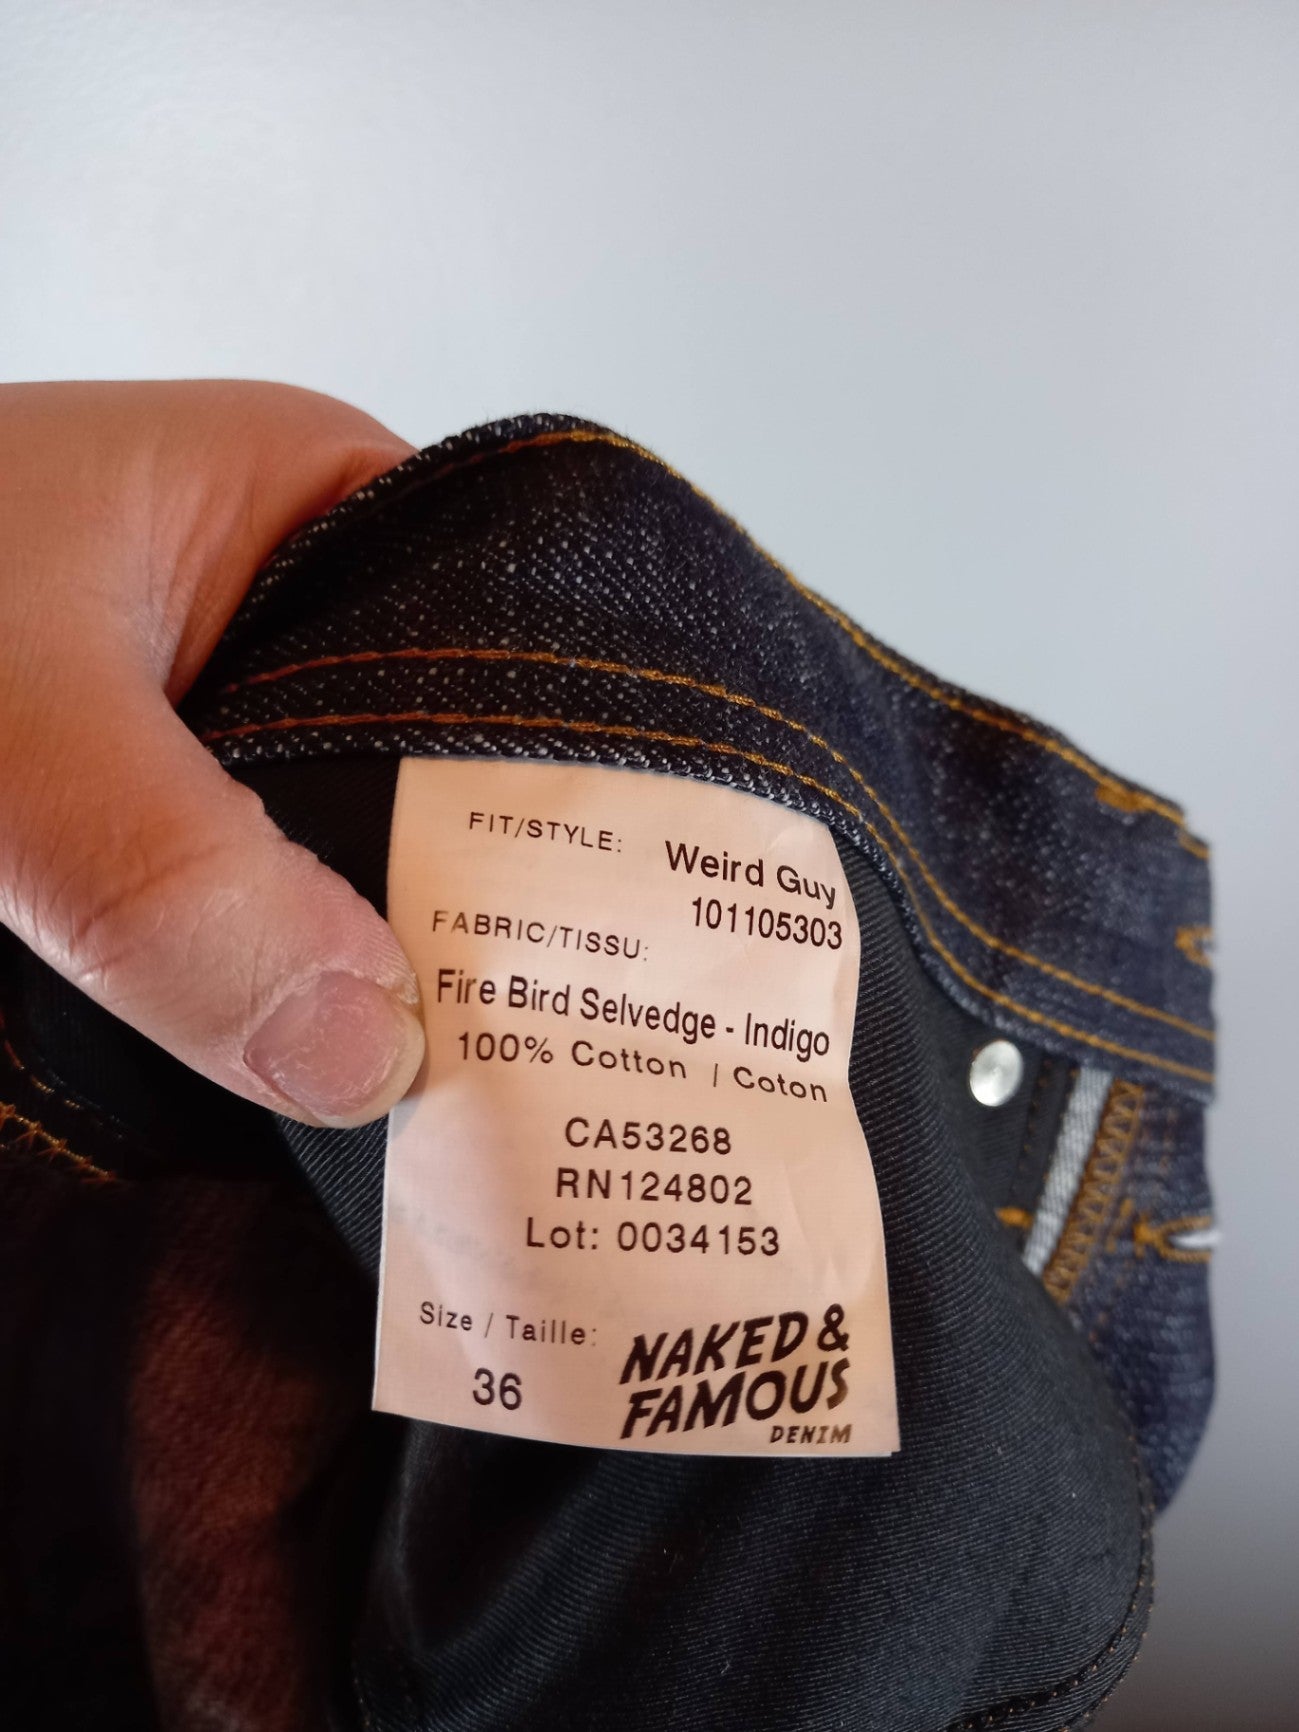 FIT/STYLE: Weird Guy
101105303
FABRIC/TISSU:
Fire Bird Selvedge - Indigo
100% Cotton | Coton
CA53268
RN124802
Lot: 0034153
Size / Taille:
36
NAKED &
FAMOUS
DENIM